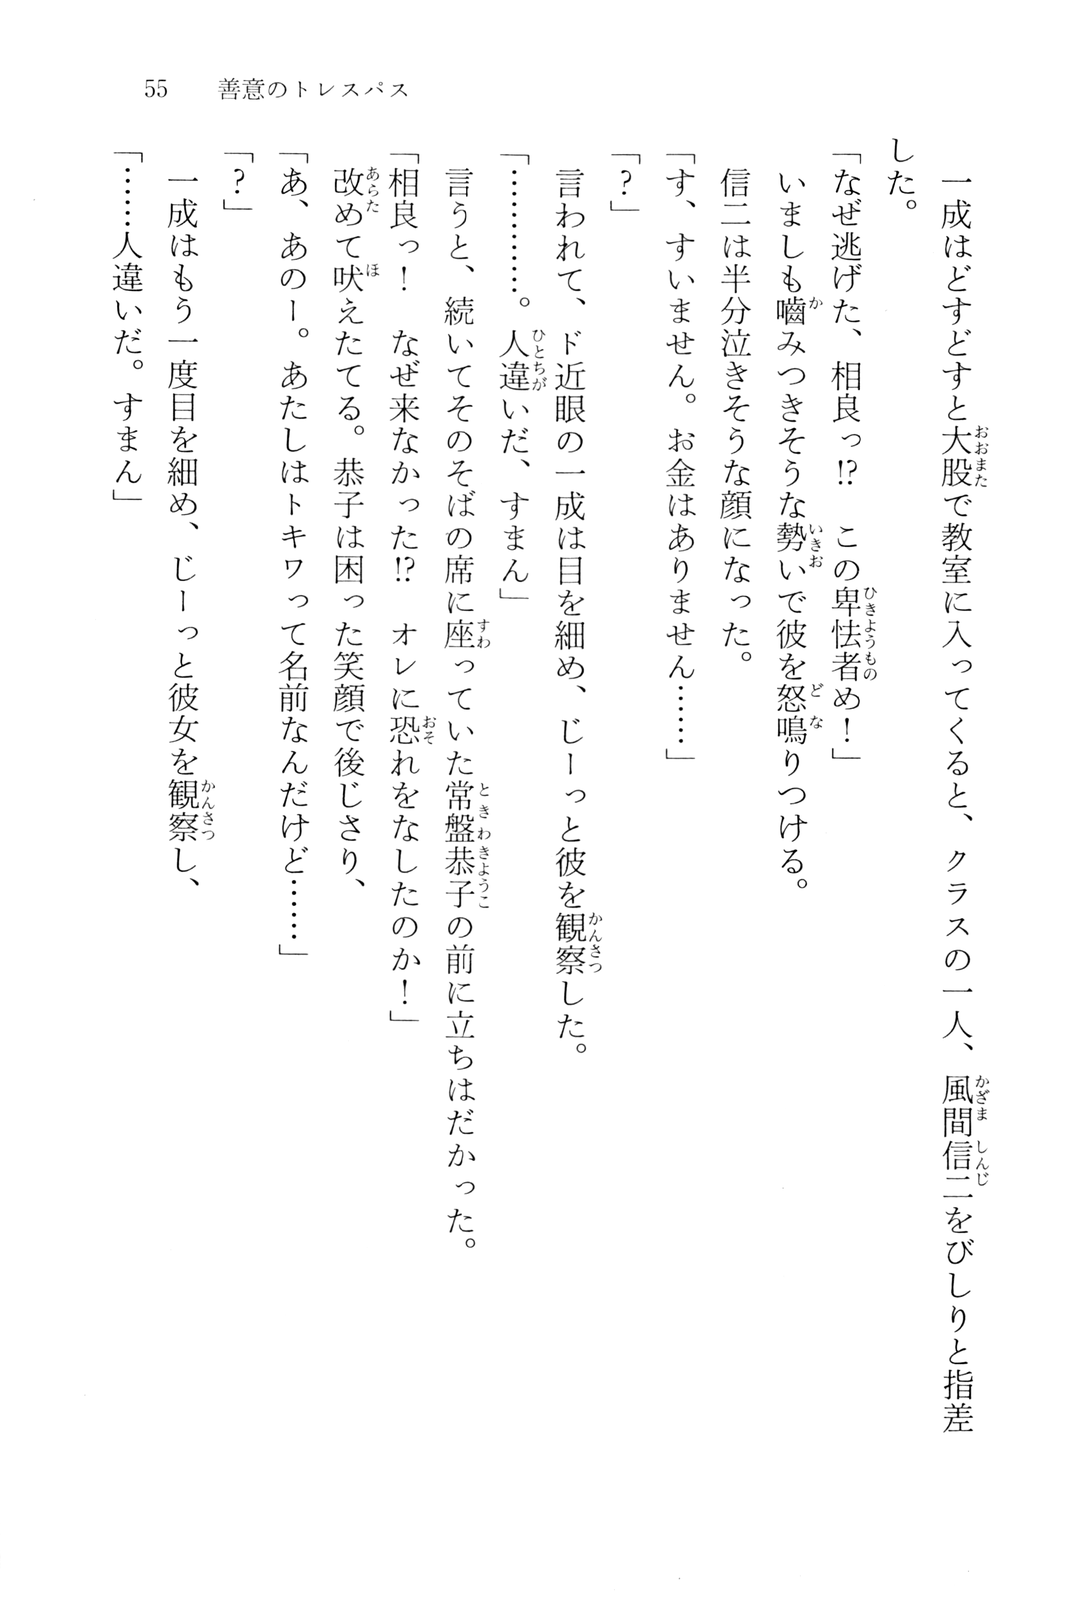 55　善意のトレスパス
一成はどすどすと大股で教室に入ってくると、クラスの一人、風間信二をびしりと指差
した。
「なぜ逃げた、相良っ!?　この卑怯者め！」
いましも嚙みつきそうな勢いで彼を怒鳴りつける。
信二は半分泣きそうな顔になった。
「す、すいません。お金はありません……」
「？」
言われて、ド近眼の一成は目を細め、じーっと彼を観察した。
「…………。人違いだ、すまん」
言うと、続いてそのそばの席に座っていた常盤恭子の前に立ちはだかった。
「相良っ！　なぜ来なかった!?　オレに恐れをなしたのか！」
改めて吠えたてる。恭子は困った笑顔で後じさり、
「あ、あのー。あたしはトキワって名前なんだけど……」
「？」
一成はもう一度目を細め、じーっと彼女を観察し、
「……人違いだ。すまん」